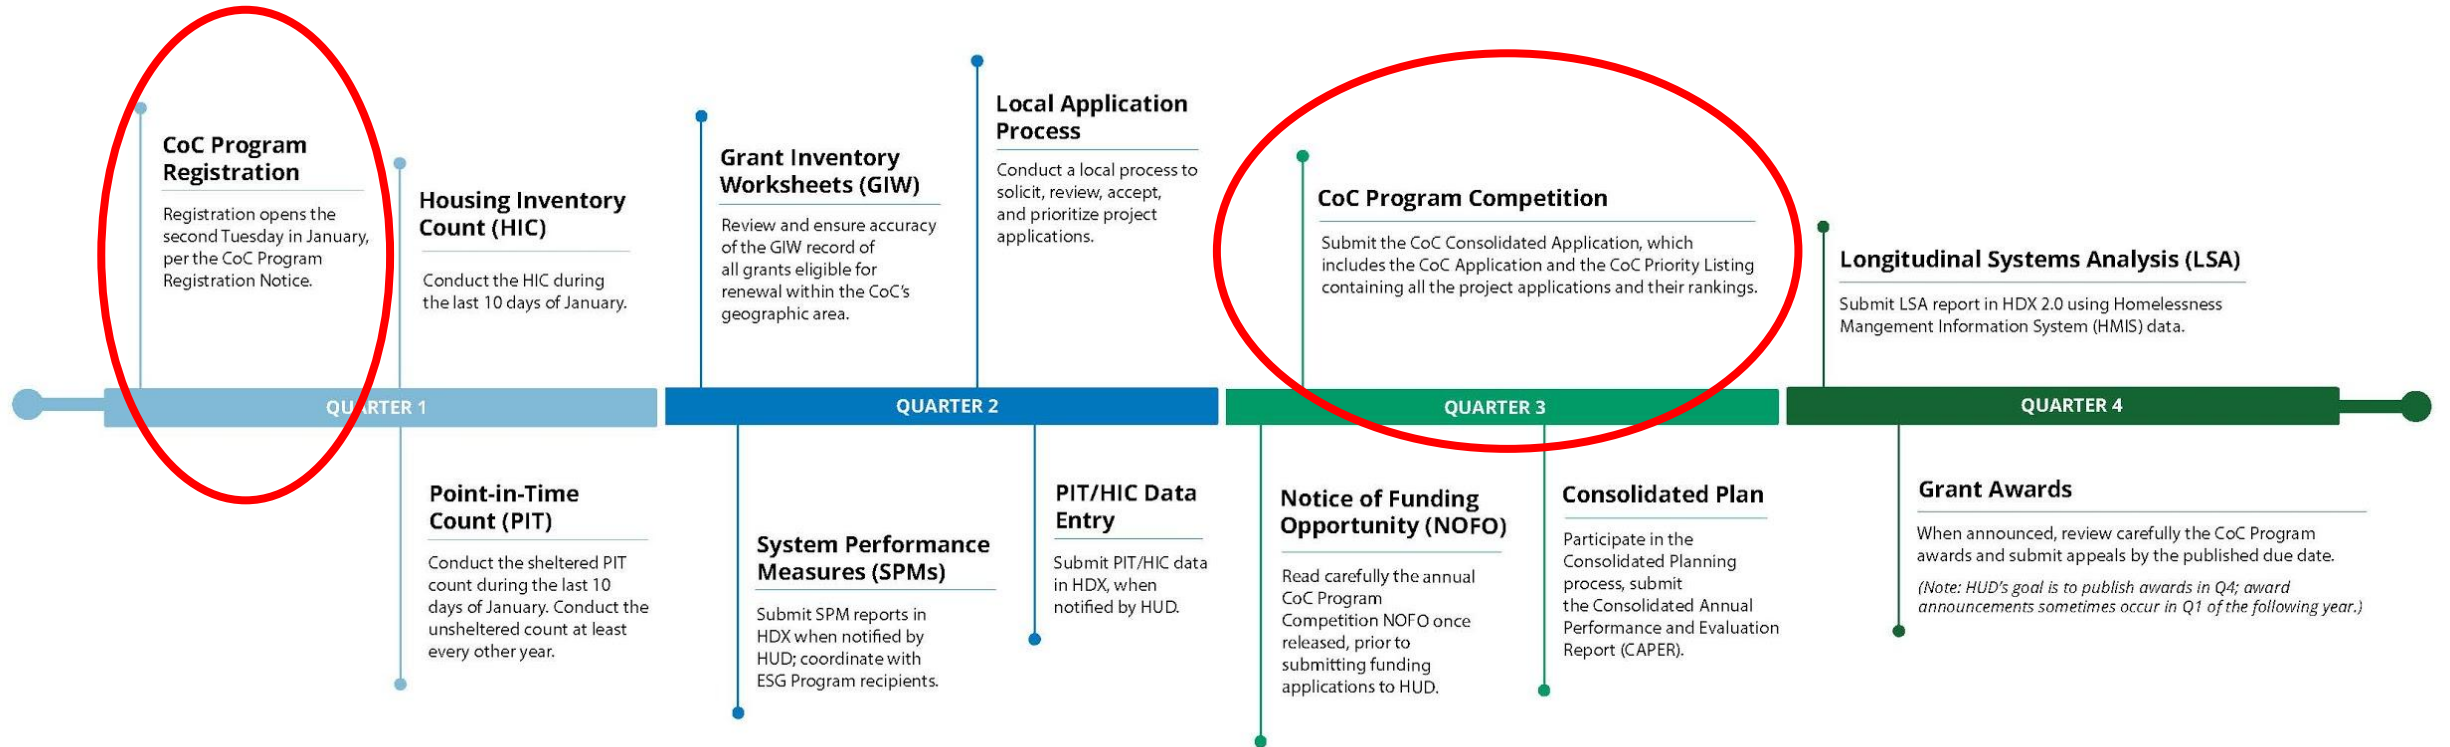 CoC Program
Registration
Registration opens the
second Tuesday in January,
per the CoC Program
Registration Notice.
Housing Inventory
Count (HIC)
Conduct the HIC during
the last 10 days of January.
Grant Inventory
Worksheets (GIW)
Review and ensure accuracy
of the GIW record of
all grants eligible for
renewal within the CoC's
geographic area.
Local Application
Process
Conduct a local process to
solicit, review, accept,
and prioritize project
applications.
CoC Program Competition
Submit the CoC Consolidated Application, which
includes the CoC Application and the CoC Priority Listing
containing all the project applications and their rankings.
Longitudinal Systems Analysis (LSA)
Submit LSA report in HDX 2.0 using Homelessness
Mangement Information System (HMIS) data.
QUARTER 1
QUARTER 2
QUARTER 3
QUARTER 4
Point-in-Time
Count (PIT)
Conduct the sheltered PIT
count during the last 10
days of January. Conduct the
unsheltered count at least
every other year.
System Performance
Measures (SPMs)
Submit SPM reports in
HDX when notified by
HUD; coordinate with
ESG Program recipients.
PIT/HIC Data
Entry
Submit PIT/HIC data
in HDX, when
notified by HUD.
Notice of Funding
Opportunity (NOFO)
Read carefully the annual
CoC Program
Competition NOFO once
released, prior to
submitting funding
applications to HUD.
Consolidated Plan
Participate in the
Consolidated Planning
process, submit
the Consolidated Annual
Performance and Evaluation
Report (CAPER).
Grant Awards
When announced, review carefully the CoC Program
awards and submit appeals by the published due date.
(Note: HUD's goal is to publish awards in Q4; award
announcements sometimes occur in Q1 of the following year.)